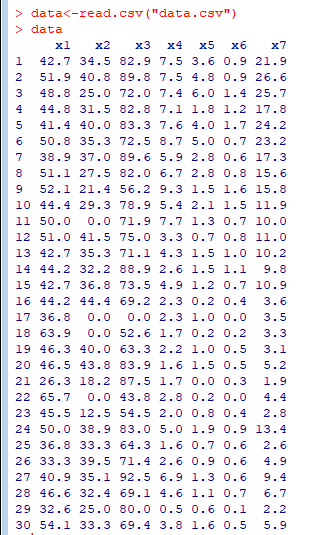 > data<-read.csv("data.csv")
> data
x1 x2 x3 x4 x5 x6 x7
1 42.7 34.5 82.9 7.5 3.6 0.9 21.9
2 51.9 40.8 89.8 7.5 4.8 0.9 26.6
3 48.8 25.0 72.0 7.4 6.0 1.4 25.7
4 44.8 31.5 82.8 7.1 1.8 1.2 17.8
5 41.4 40.0 83.3 7.6 4.0 1.7 24.2
6 50.8 35.3 72.5 8.7 5.0 0.7 23.2
7 38.9 37.0 89.6 5.9 2.8 0.6 17.3
8 51.1 27.5 82.0 6.7 2.8 0.8 15.6
9 52.1 21.4 56.2 9.3 1.5 1.6 15.8
10 44.4 29.3 78.9 5.4 2.1 1.5 11.9
11 50.0 0.0 71.9 7.7 1.3 0.7 10.0
12 51.0 41.5 75.0 3.3 0.7 0.8 11.0
13 42.7 35.3 71.1 4.3 1.5 1.0 10.2
14 44.2 32.2 88.9 2.6 1.5 1.1 9.8
15 42.7 36.8 73.5 4.9 1.2 0.7 10.9
16 44.2 44.4 69.2 2.3 0.2 0.4 3.6
17 36.8 0.0 0.0 2.3 1.0 0.0 3.5
18 63.9 0.0 52.6 1.7 0.2 0.2 3.3
19 46.3 40.0 63.3 2.2 1.0 0.5 3.1
20 46.5 43.8 83.9 1.6 1.5 0.5 5.2
21 26.3 18.2 87.5 1.7 0.0 0.3 1.9
22 65.7 0.0 43.8 2.8 0.2 0.0 4.4
23 45.5 12.5 54.5 2.0 0.8 0.4 2.8
24 50.0 38.9 83.0 5.0 1.9 0.9 13.4
25 36.8 33.3 64.3 1.6 0.7 0.6 2.6
26 33.3 39.5 71.4 2.6 0.9 0.6 4.9
27 40.9 35.1 92.5 6.9 1.3 0.6 9.4
28 46.6 32.4 69.1 4.6 1.1 0.7 6.7
29 32.6 25.0 80.0 0.5 0.6 0.1 2.2
30 54.1 33.3 69.4 3.8 1.6 0.5 5.9